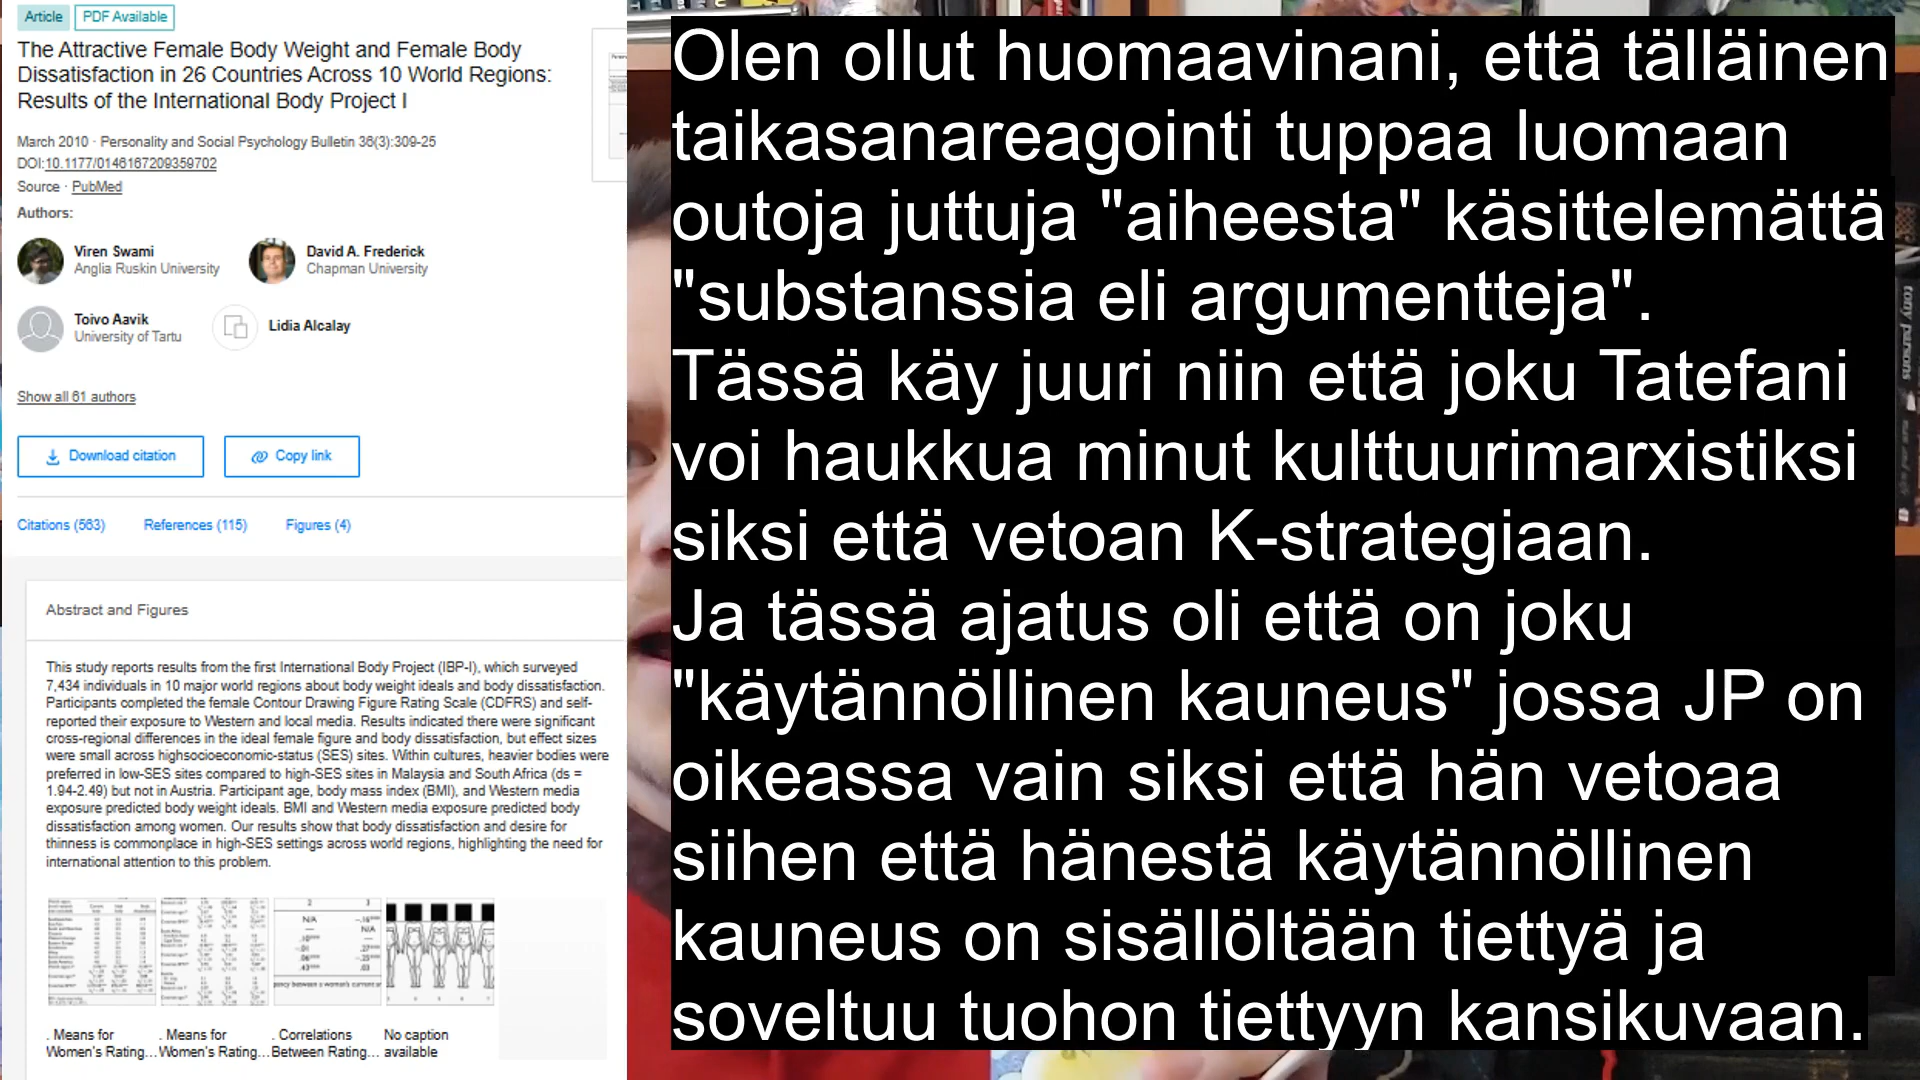 Article
PDF Available
The Attractive Female Body Weight and Female Body
Dissatisfaction in 26 Countries Across 10 World Regions:
Results of the International Body Project I
March 2010 · Personality and Social Psychology Bulletin 36(3):309-25
DOI:10.1177/0146167209359702
Source · PubMed
Authors:
Viren Swami
Anglia Ruskin University
David A. Frederick
Chapman University
Toivo Aavik
University of Tartu
Lidia Alcalay
Show all 61 authors
Download citation
Copy link
Citations (563)
References (115)
Figures (4)
Abstract and Figures
This study reports results from the first International Body Project (IBP-I), which surveyed
7,434 individuals in 10 major world regions about body weight ideals and body dissatisfaction.
Participants completed the female Contour Drawing Figure Rating Scale (CDFRS) and self-
reported their exposure to Western and local media. Results indicated there were significant
cross-regional differences in the ideal female figure and body dissatisfaction, but effect sizes
were small across highsocioeconomic-status (SES) sites. Within cultures, heavier bodies were
preferred in low-SES sites compared to high-SES sites in Malaysia and South Africa (ds =
1.94-2.49) but not in Austria. Participant age, body mass index (BMI), and Western media
exposure predicted body weight ideals. BMI and Western media exposure predicted body
dissatisfaction among women. Our results show that body dissatisfaction and desire for
thinness is commonplace in high-SES settings across world regions, highlighting the need for
international attention to this problem.
. Means for
Women's Rating...
. Means for
Women's Rating...
. Correlations
Between Rating...
No caption
available
Olen ollut huomaavinani, että tälläinen
taikasanareagointi tuppaa luomaan
outoja juttuja "aiheesta" käsittelemättä
"substanssia eli argumentteja".
Tässä käy juuri niin että joku Tatefani
voi haukkua minut kulttuurimarxistiksi
siksi että vetoan K-strategiaan.
Ja tässä ajatus oli että on joku
"käytännöllinen kauneus" jossa JP on
oikeassa vain siksi että hän vetoaa
siihen että hänestä käytännöllinen
kauneus on sisällöltään tiettyä ja
soveltuu tuohon tiettyyn kansikuvaan.
tony parsons